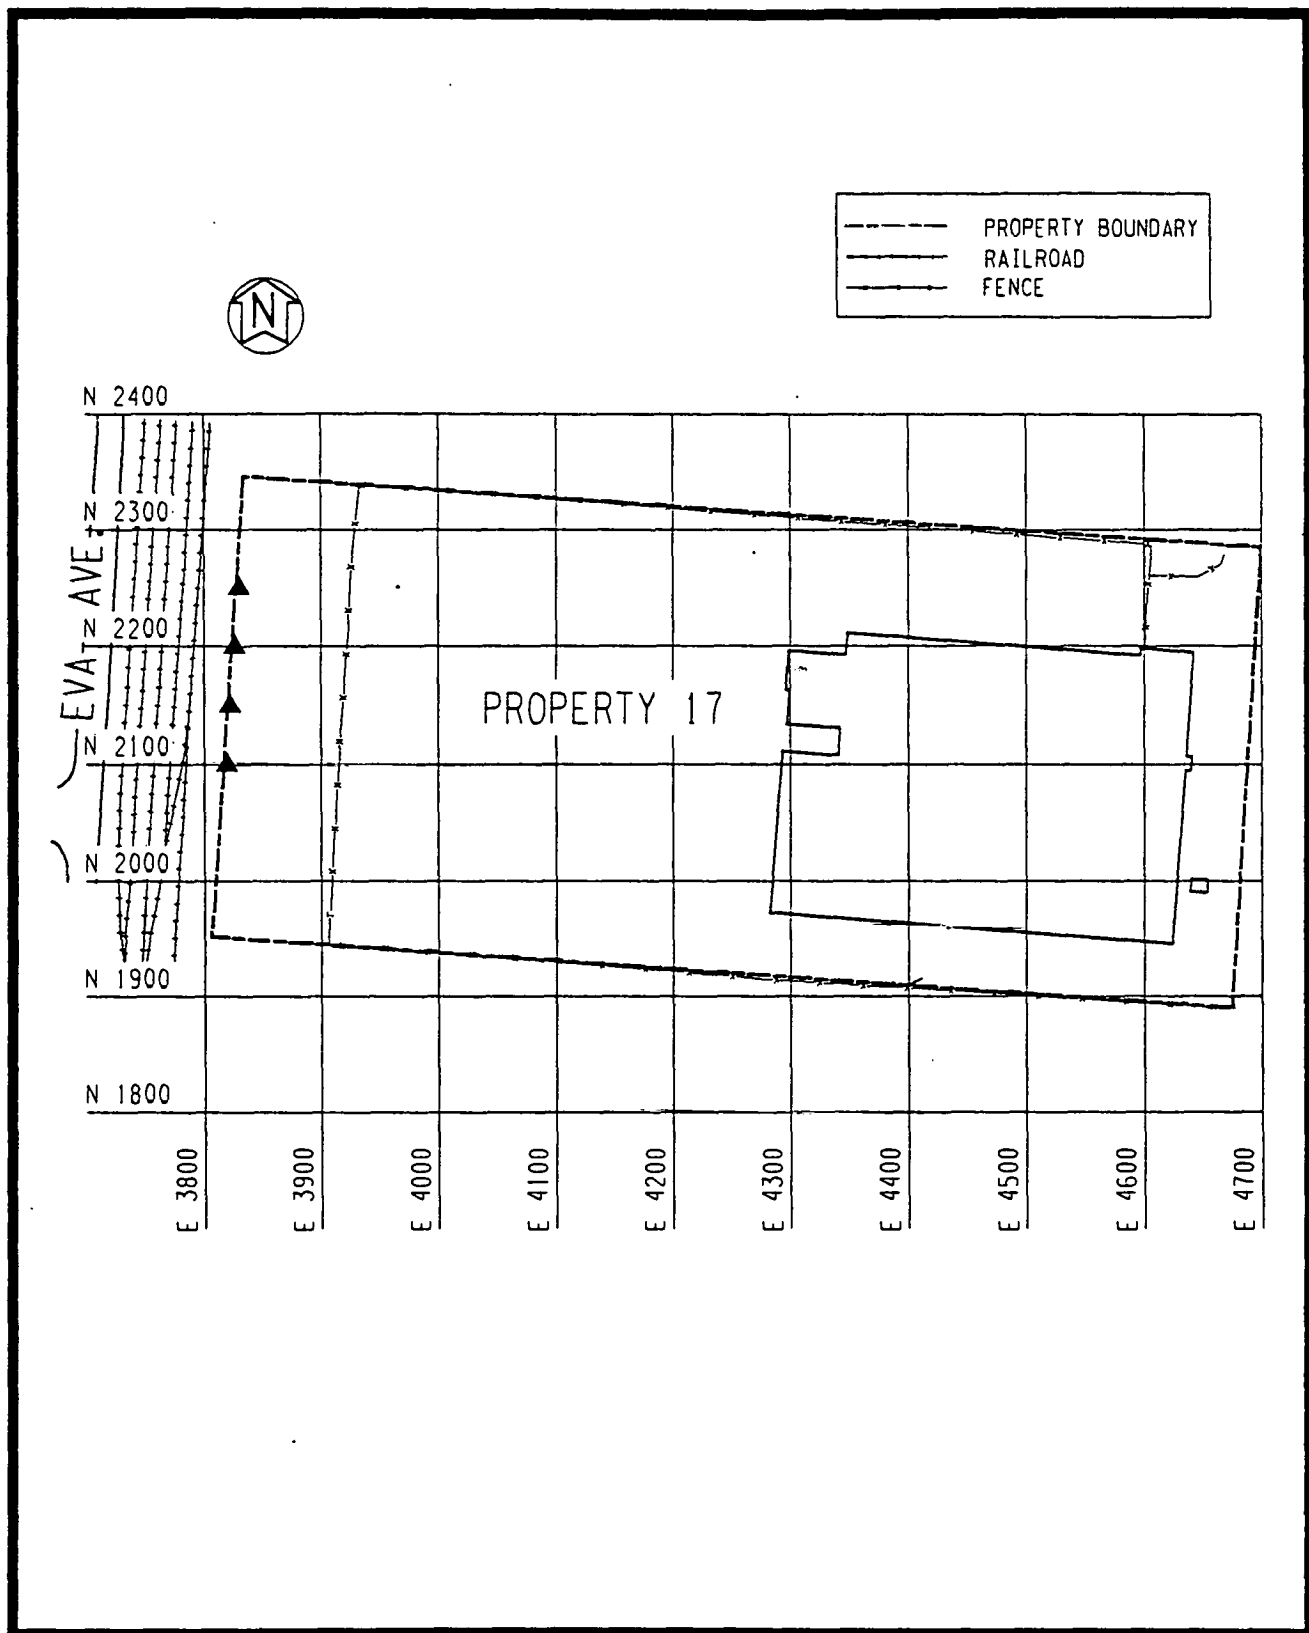 PROPERTY BOUNDARY
RAILROAD
FENCE
N
N 2400
N 2300
EVA AVE.
N 2200
PROPERTY 17
N 2100
N 2000
N 1900
N 1800
E 3800
E 3900
E 4000
E 4100
E 4200
E 4300
E 4400
E 4500
E 4600
E 4700